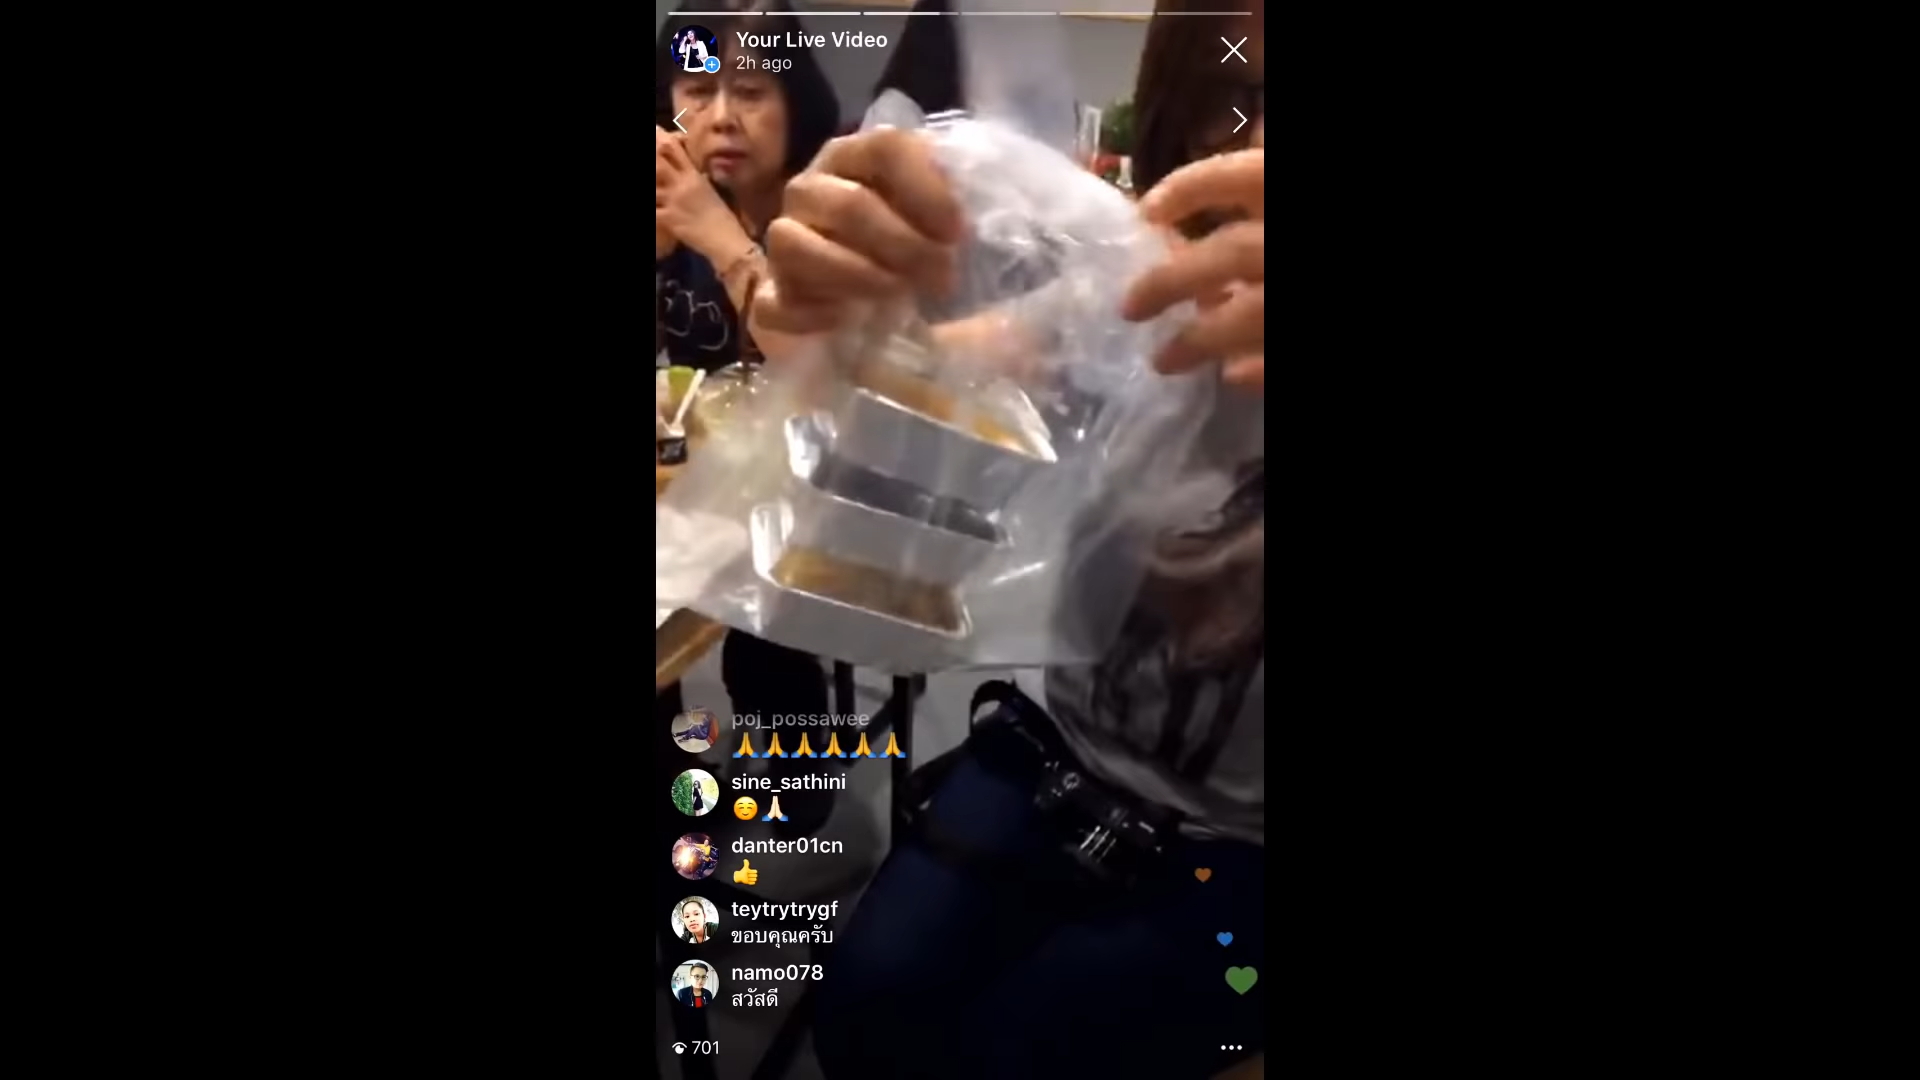 Your Live Video
2h ago
poj_possawee
🙏🙏🙏🙏🙏🙏
sine_sathini
☺️🙏🏻
danter01cn
👍
teytrytrygf
ขอบคุณครับ
namo078
สวัสดี
701